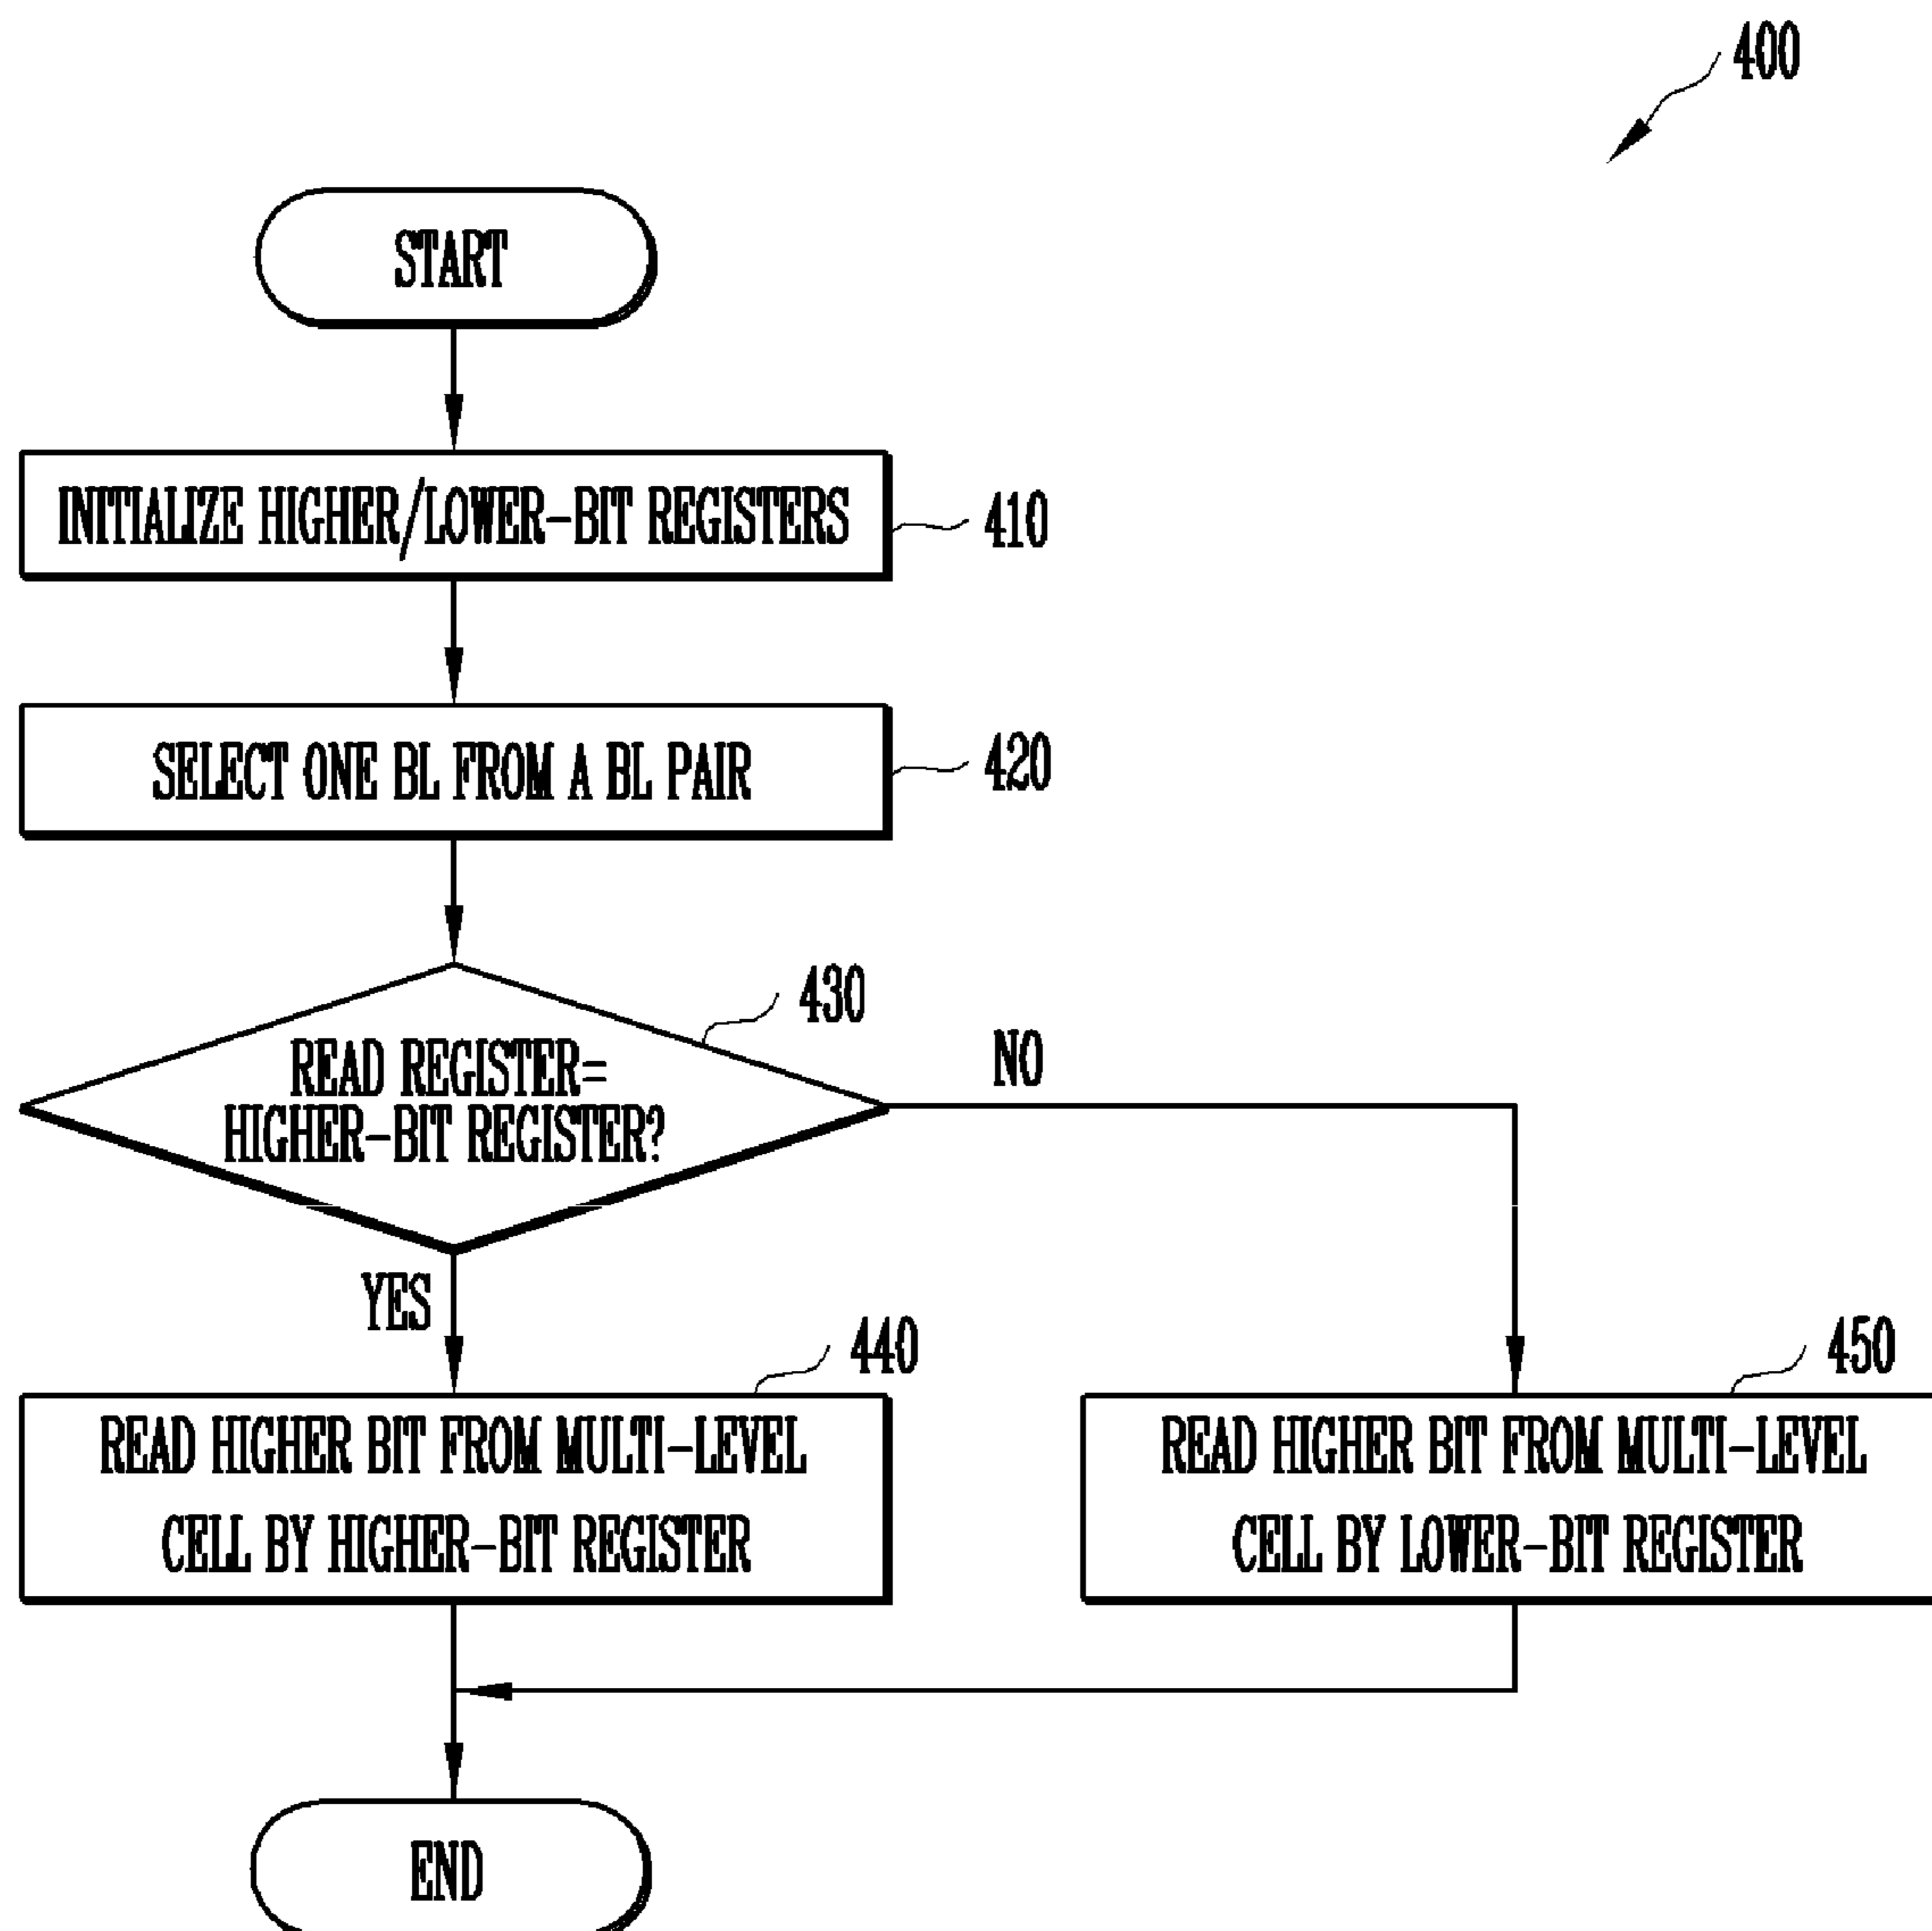 400
START
INITIALIZE HIGHER/LOWER-BIT REGISTERS
410
SELECT ONE BL FROM A BL PAIR
420
430
READ REGISTER=
HIGHER-BIT REGISTER?
NO
YES
440
450
READ HIGHER BIT FROM MULTI-LEVEL
CELL BY HIGHER-BIT REGISTER
READ HIGHER BIT FROM MULTI-LEVEL
CELL BY LOWER-BIT REGISTER
END